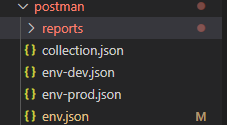 postman
reports
{} collection.json
{} env-dev.json
{} env-prod.json
{} env.json M